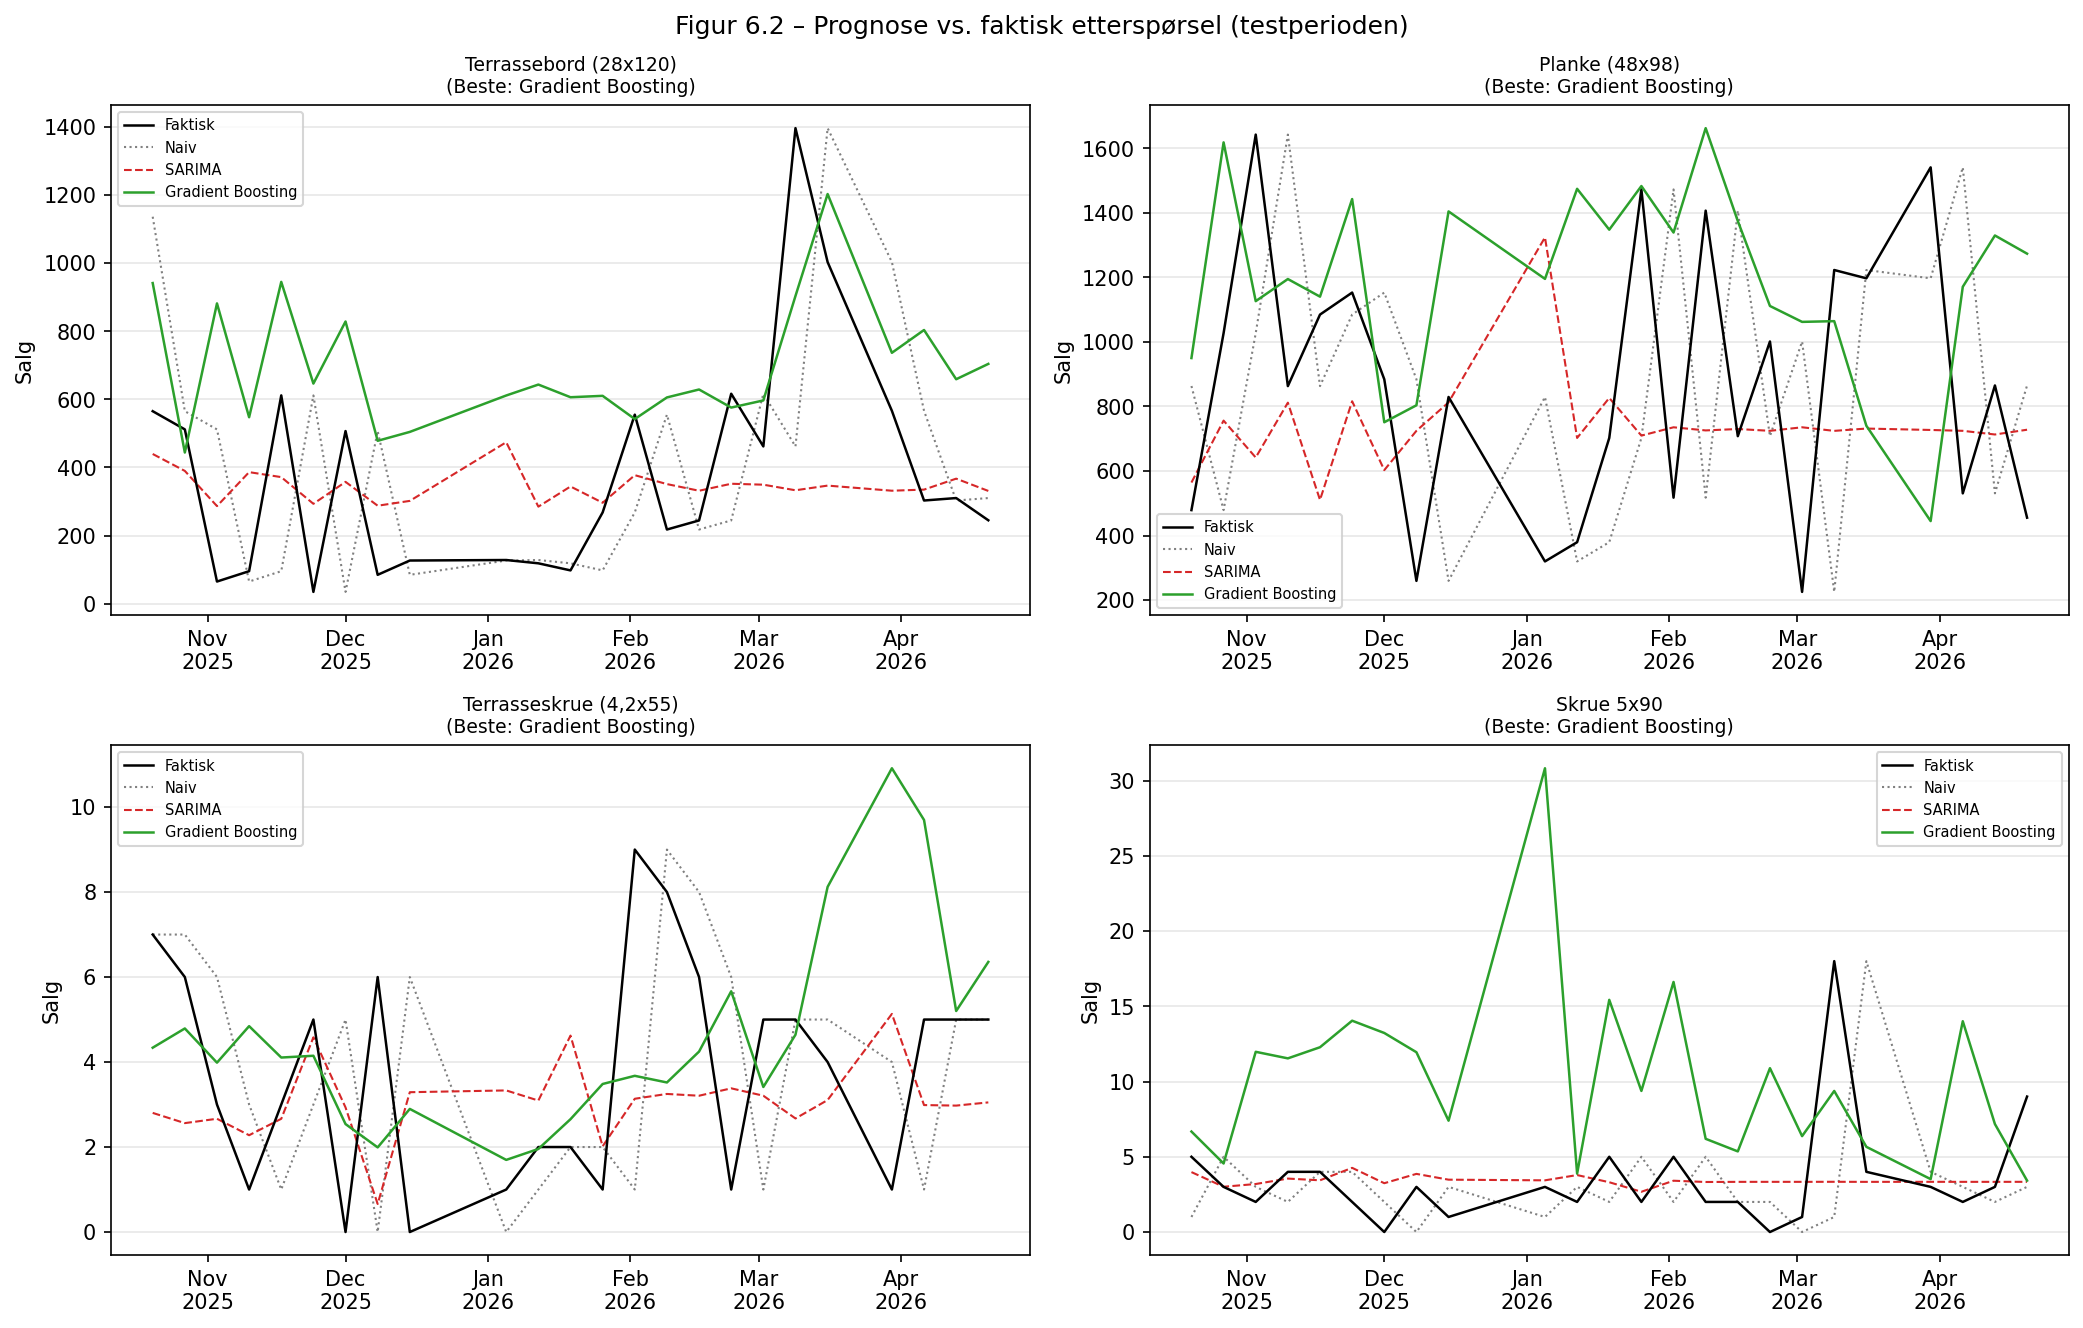 Figur 6.2 – Prognose vs. faktisk etterspørsel (testperioden)
Terrassebord (28x120)
(Beste: Gradient Boosting)
Salg
1400
1200
1000
800
600
400
200
0
Faktisk
Naiv
SARIMA
Gradient Boosting
Nov
2025
Dec
2025
Jan
2026
Feb
2026
Mar
2026
Apr
2026
Planke (48x98)
(Beste: Gradient Boosting)
Salg
1600
1400
1200
1000
800
600
400
200
Faktisk
Naiv
SARIMA
Gradient Boosting
Nov
2025
Dec
2025
Jan
2026
Feb
2026
Mar
2026
Apr
2026
Terrasseskrue (4,2x55)
(Beste: Gradient Boosting)
Salg
10
8
6
4
2
0
Faktisk
Naiv
SARIMA
Gradient Boosting
Nov
2025
Dec
2025
Jan
2026
Feb
2026
Mar
2026
Apr
2026
Skrue 5x90
(Beste: Gradient Boosting)
Salg
30
25
20
15
10
5
0
Faktisk
Naiv
SARIMA
Gradient Boosting
Nov
2025
Dec
2025
Jan
2026
Feb
2026
Mar
2026
Apr
2026